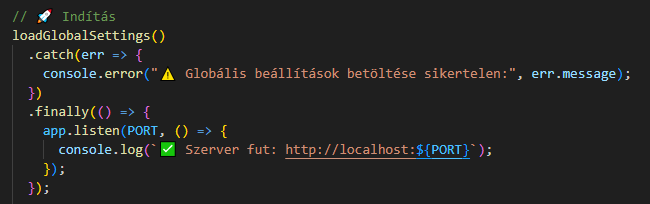 // 🚀 Indítás
loadGlobalSettings()
  .catch(err => {
    console.error("⚠️ Globális beállítások betöltése sikertelen:", err.message);
  })
  .finally(() => {
    app.listen(PORT, () => {
      console.log(`✅ Szerver fut: http://localhost:${PORT}`);
    });
  });